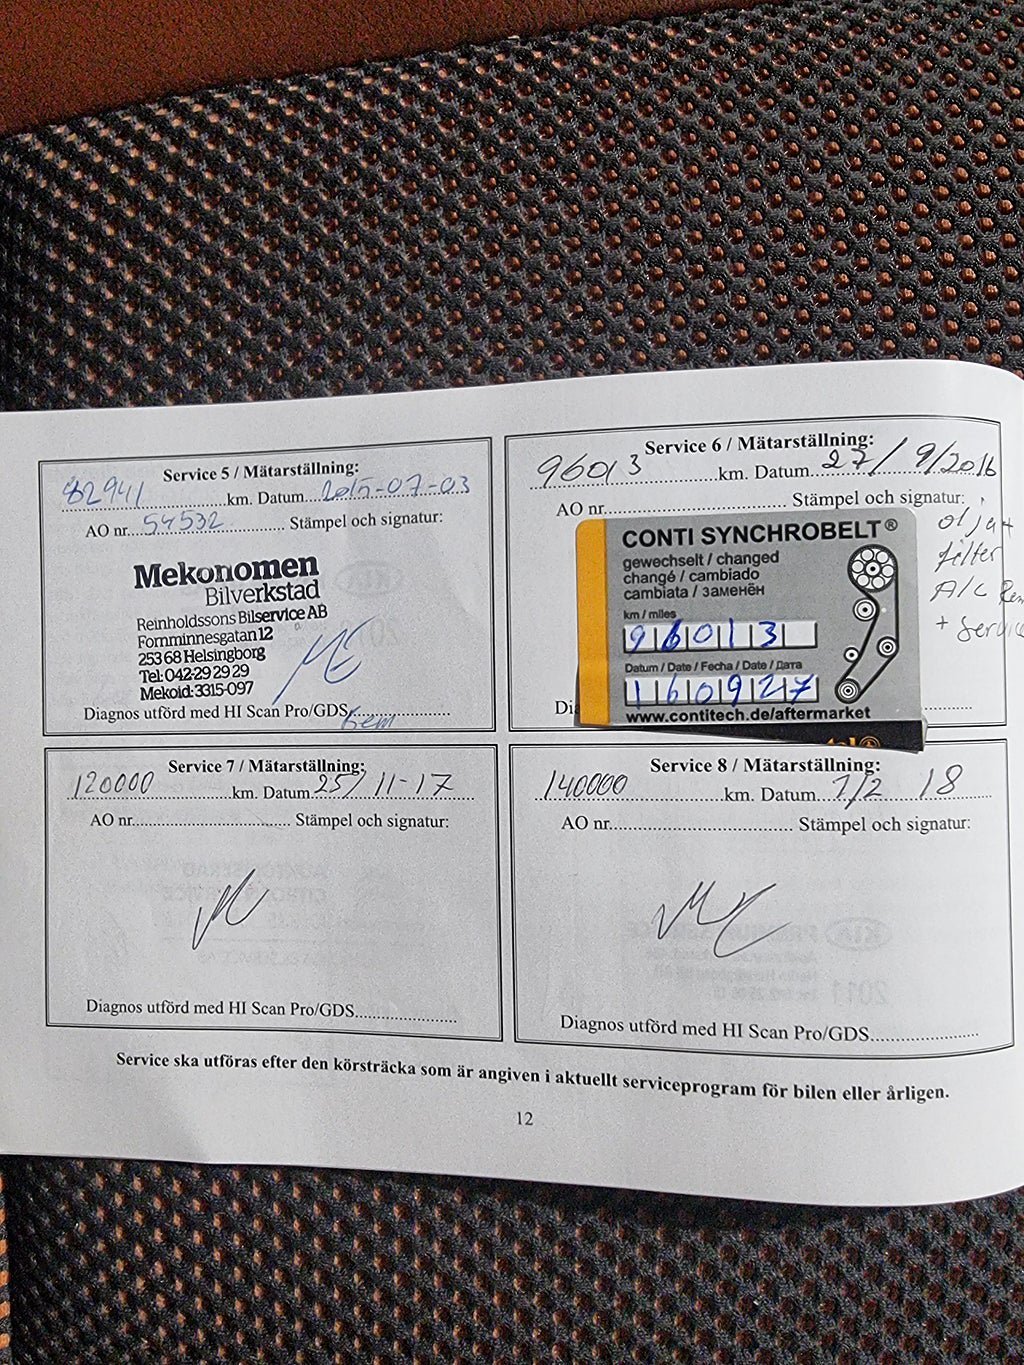 Service 5 / Mätarställning:
82941 km. Datum 2015-07-03
AO nr. 54532 Stämpel och signatur:
Mekonomen
Bilverkstad
Reinholdssons Bilservice AB
Fornminnesgatan 12
253 68 Helsingborg
Tel: 042-29 29 29
Mekoid: 3315-097
Diagnos utförd med HI Scan Pro/GDS
Service 6 / Mätarställning:
96013 km. Datum 27/9/2016
AO nr. Stämpel och signatur:
olja+
filter
A/C Rem
+ Service
CONTI SYNCHROBELT®
gewechselt / changed
changé / cambiado
cambiata / ЗАМЕНЁН
km / miles
96013
Datum / Date / Fecha / Date / Дата
160927
www.contitech.de/aftermarket
Service 7 / Mätarställning:
120000 km. Datum 25/11-17
AO nr. Stämpel och signatur:
Diagnos utförd med HI Scan Pro/GDS
Service 8 / Mätarställning:
140000 km. Datum 7/2 18
AO nr. Stämpel och signatur:
Diagnos utförd med HI Scan Pro/GDS
Service ska utföras efter den körsträcka som är angiven i aktuellt serviceprogram för bilen eller årligen.
12